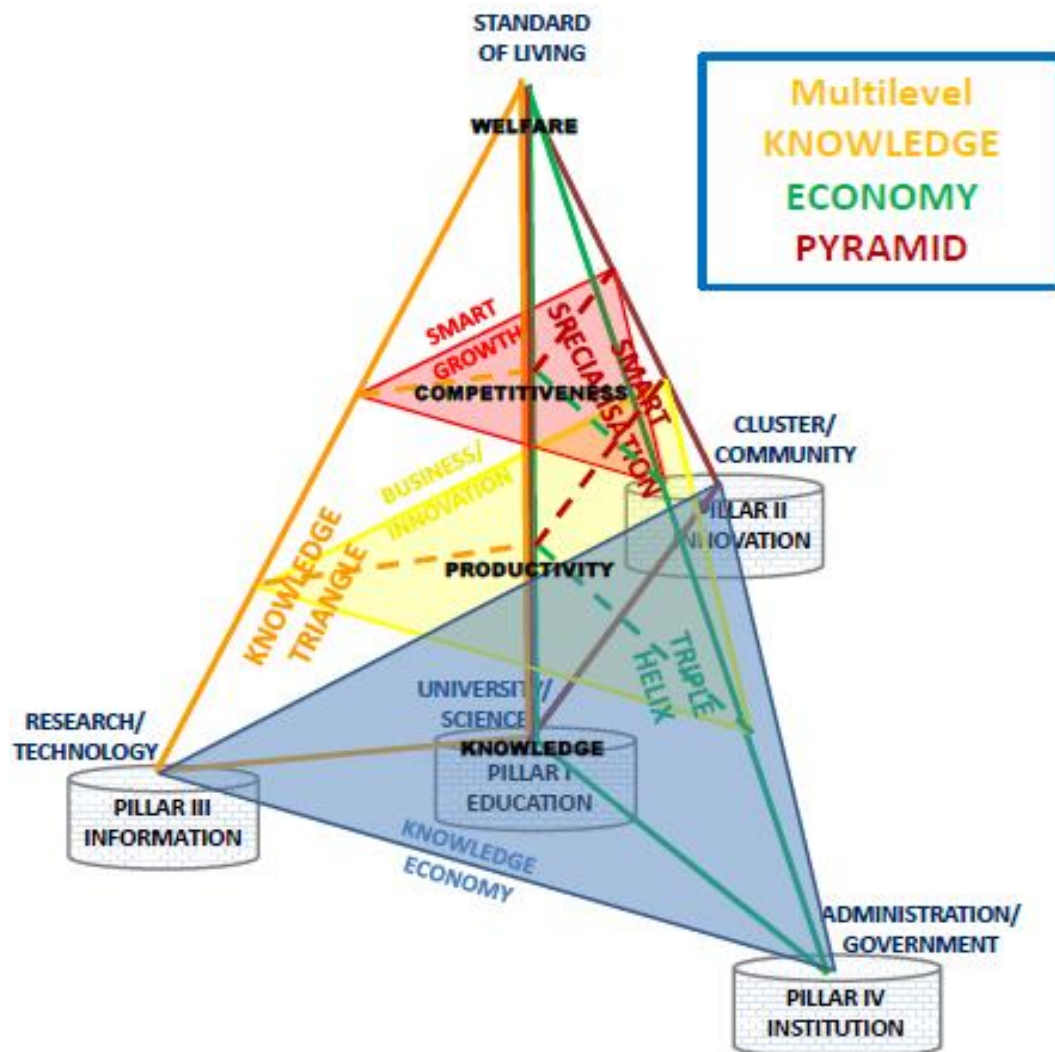 STANDARD
OF LIVING
WELFARE
Multilevel
KNOWLEDGE
ECONOMY
PYRAMID
SMART
GROWTH
SMART
SRECIALISATION
COMPETITIVENESS
CLUSTER/
COMMUNITY
PILLAR II
INNOVATION
BUSINESS/
INNOVATION
KNOWLEDGE
TRIANGLE
PRODUCTIVITY
TRIPLE
HELIX
UNIVERSITY/
SCIENCE
RESEARCH/
TECHNOLOGY
KNOWLEDGE
PILLAR I
EDUCATION
PILLAR III
INFORMATION
KNOWLEDGE
ECONOMY
ADMINISTRATION/
GOVERNMENT
PILLAR IV
INSTITUTION